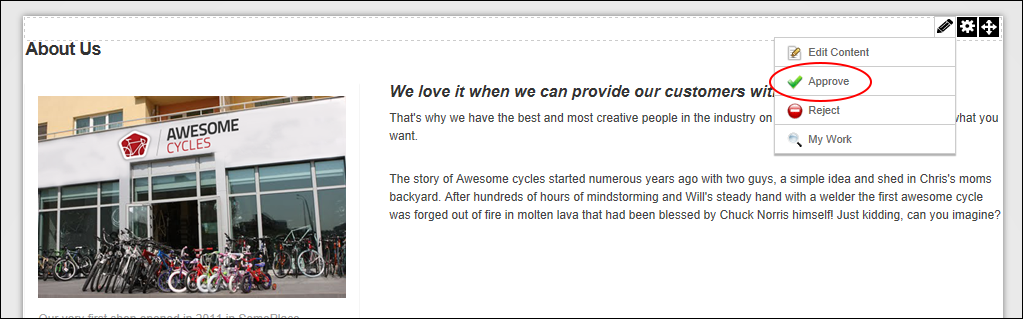 About Us
Edit Content
Approve
Reject
My Work
AWESOME
CYCLES
We love it when we can provide our customers wit
That's why we have the best and most creative people in the industry on what you
want.
The story of Awesome cycles started numerous years ago with two guys, a simple idea and shed in Chris's moms
backyard. After hundreds of hours of mindstorming and Will's steady hand with a welder the first awesome cycle
was forged out of fire in molten lava that had been blessed by Chuck Norris himself! Just kidding, can you imagine?
Our very first shop opened in 2011 in SomePlace